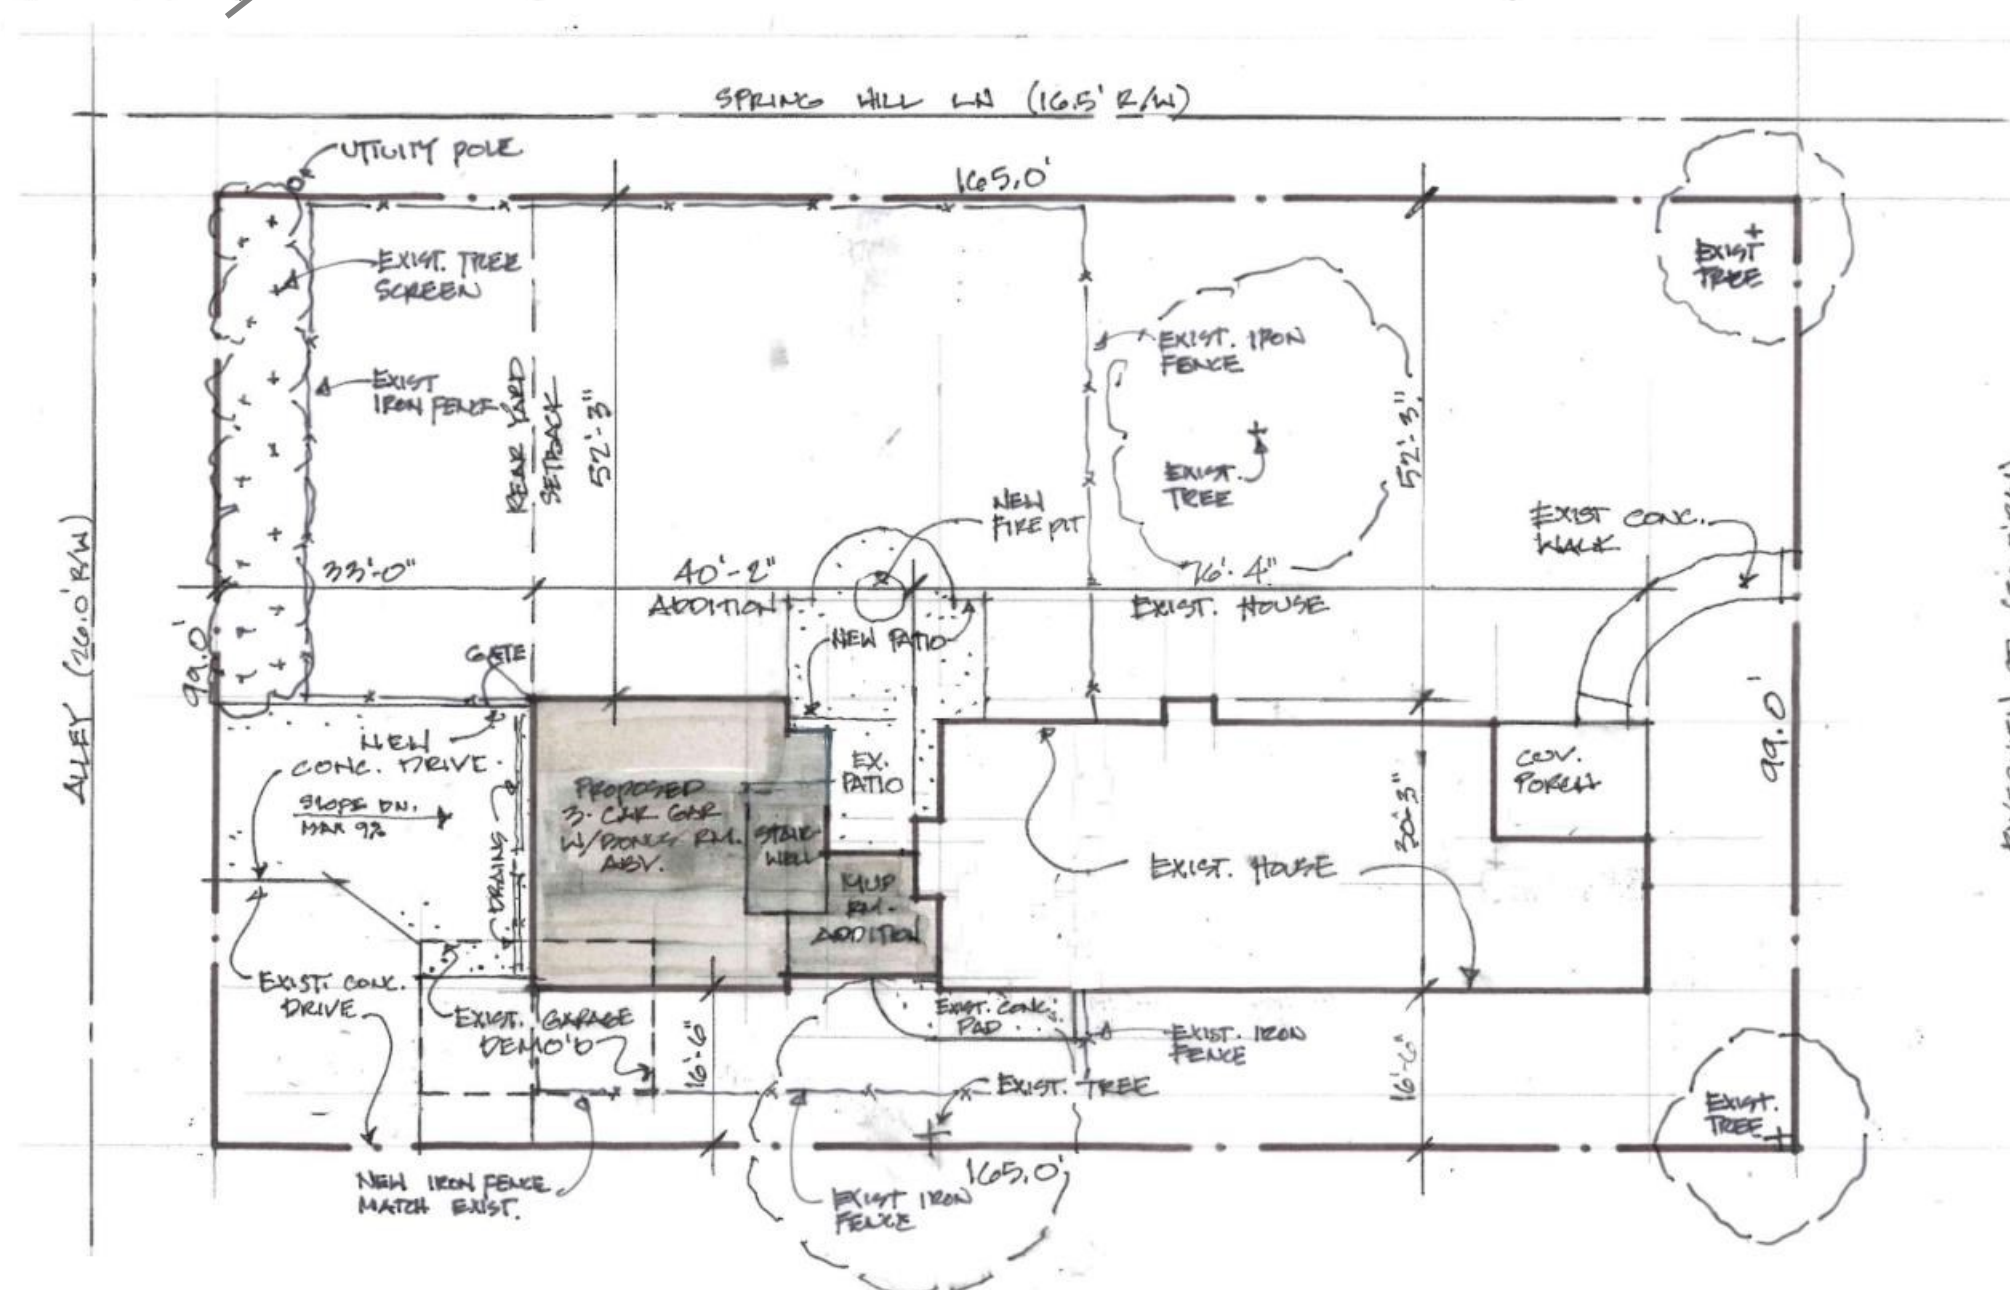 SPRING HILL LN (16.5' R/W)
UTILITY POLE
165.0'
EXIST. TREE
SCREEN
EXIST
TREE
EXIST
IRON FENCE
REAR YARD
SETBACK
52'-3"
EXIST. IRON
FENCE
EXIST.
TREE
52'-3"
NEW
FIRE PIT
EXIST CONC.
WALK
ALLEY (26.0' R/W)
33'-0"
40'-2"
ADDITION
76'-4"
EXIST. HOUSE
99.0'
GATE
NEW PATIO
99.0'
NEW
CONC. DRIVE
SLOPE DN.
MAX 9%
DRAINS
PROPOSED
3-CAR GAR
W/BONUS RM.
ABV.
STAIR
WELL
EX.
PATIO
MUD
RM.
ADDITION
EXIST. HOUSE
30'-3"
COV.
PORCH
EXIST. CONC.
DRIVE
EXIST. GARAGE
DEMO'D
16'-6"
EXIST. CONC.
PAD
EXIST. IRON
FENCE
EXIST. TREE
16'-6"
EXIST.
TREE
NEW IRON FENCE
MATCH EXIST.
EXIST IRON
FENCE
165.0'